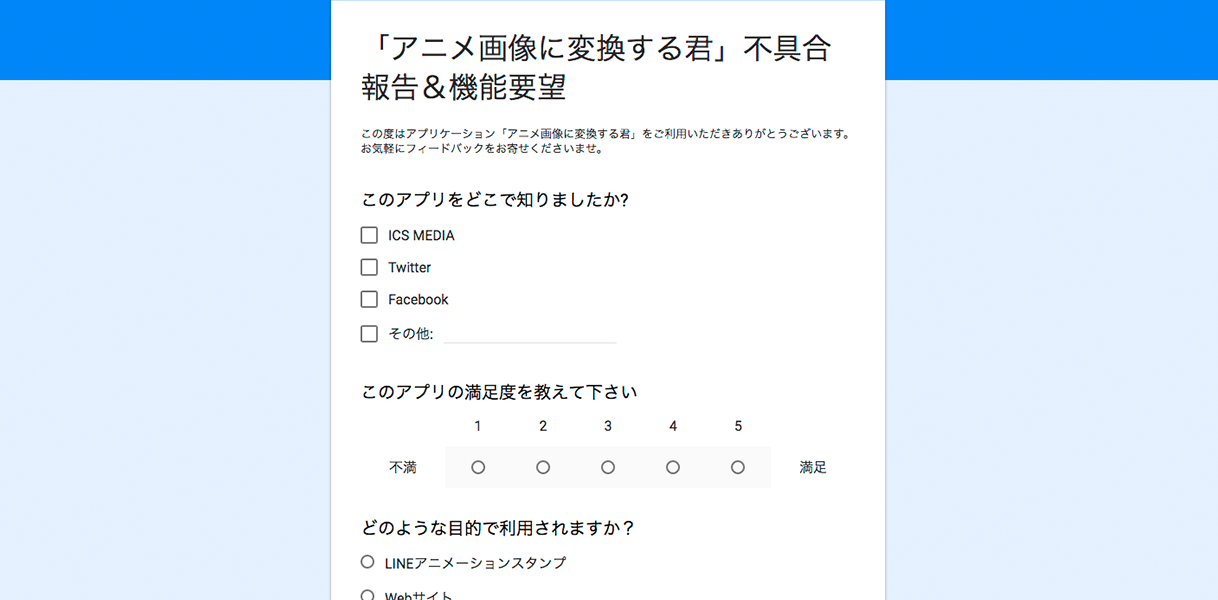 「アニメ画像に変換する君」不具合
報告＆機能要望
この度はアプリケーション「アニメ画像に変換する君」をご利用いただきありがとうございます。
お気軽にフィードバックをお寄せくださいませ。
このアプリをどこで知りましたか?
ICS MEDIA
Twitter
Facebook
その他:
このアプリの満足度を教えて下さい
1 2 3 4 5
不満 満足
どのような目的で利用されますか？
LINEアニメーションスタンプ
Webサイト